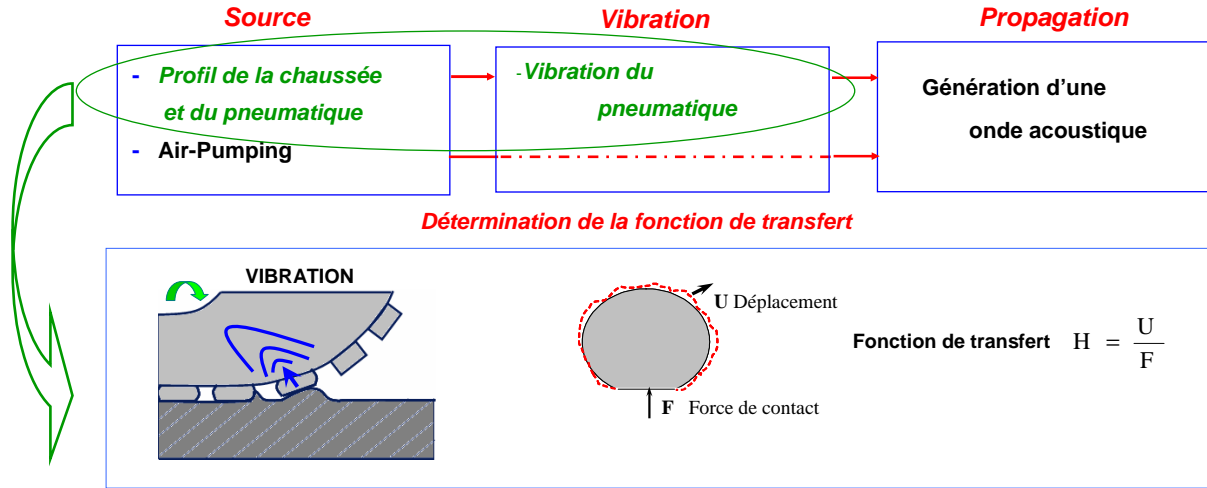 Source
Vibration
Propagation
- Profil de la chaussée
et du pneumatique
- Air-Pumping
- Vibration du
pneumatique
Génération d’une
onde acoustique
Détermination de la fonction de transfert
VIBRATION
U Déplacement
F Force de contact
Fonction de transfert H = U
F